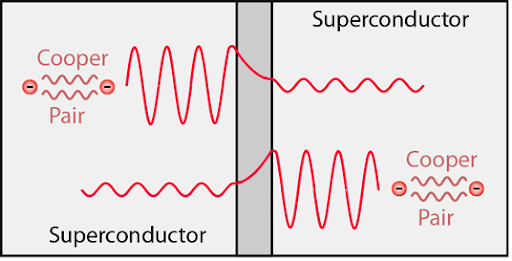 Superconductor
Cooper
- -
Pair
Cooper
- -
Pair
Superconductor